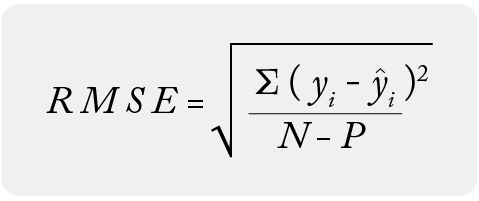 RMSE = √(Σ(yᵢ - ŷᵢ)² / (N - P))